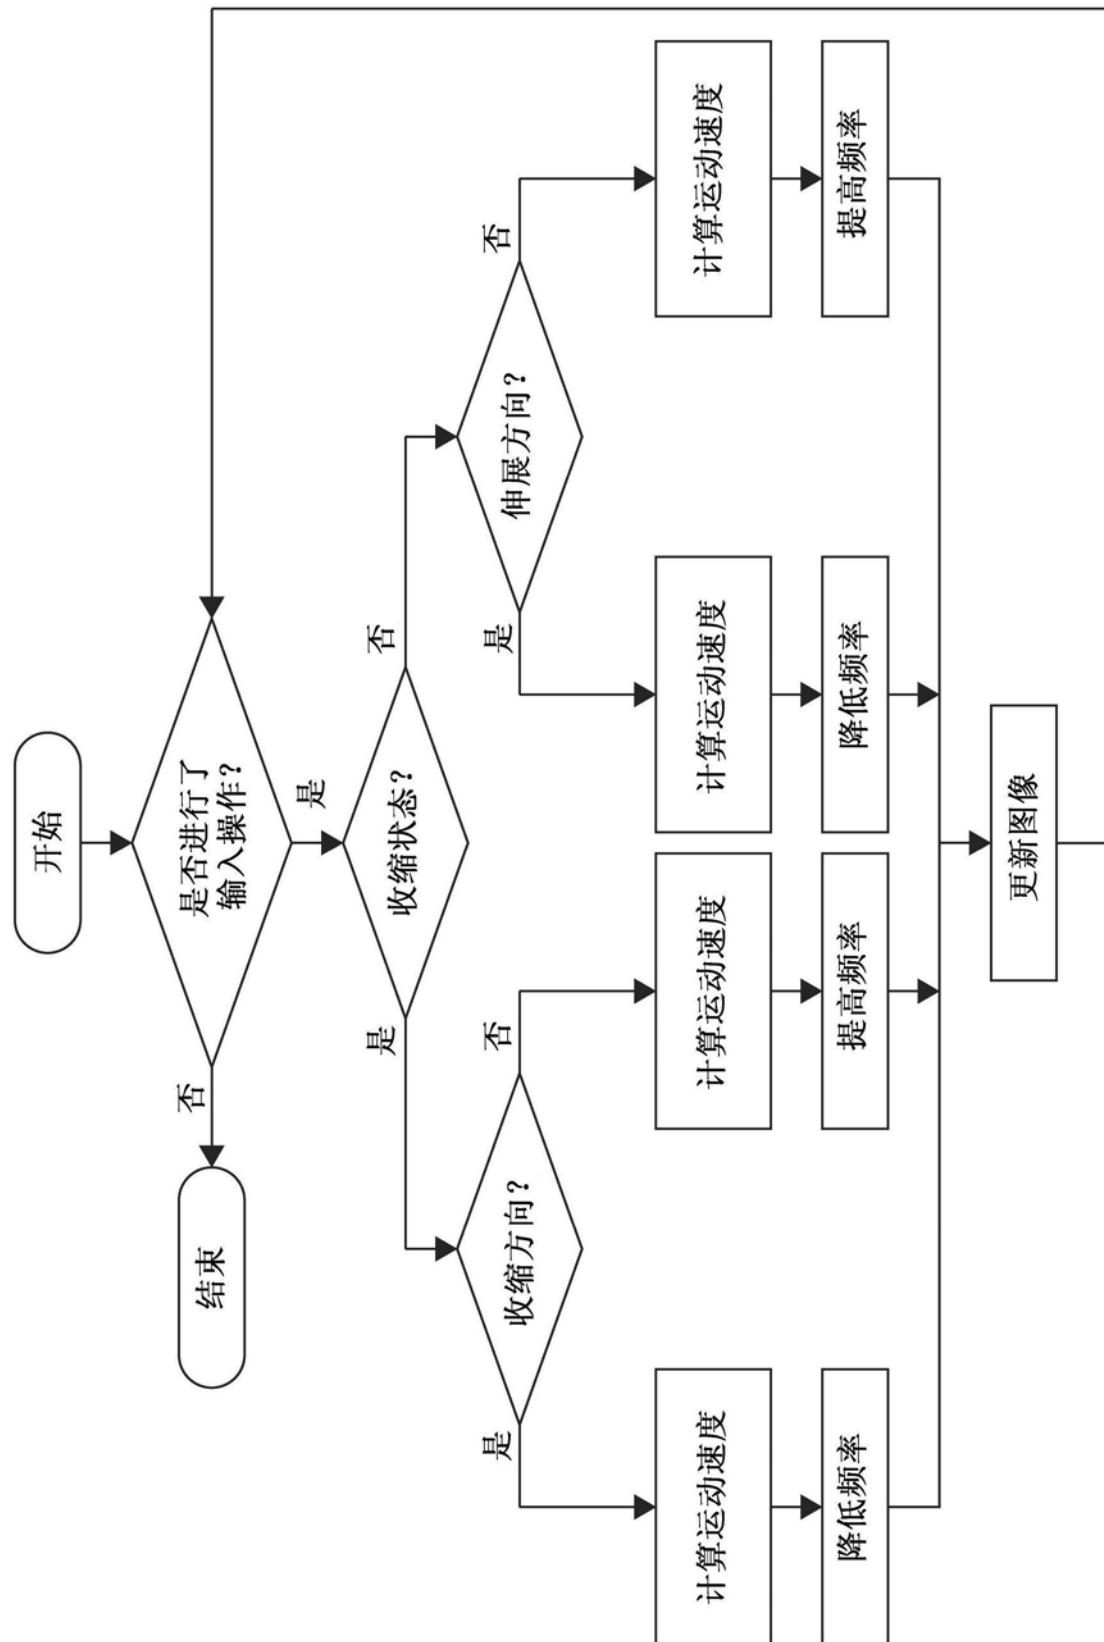 开始
是否进行了
输入操作？
否
结束
是
收缩状态？
是
否
收缩方向？
伸展方向？
是
否
是
否
计算运动速度
计算运动速度
计算运动速度
计算运动速度
降低频率
提高频率
降低频率
提高频率
更新图像